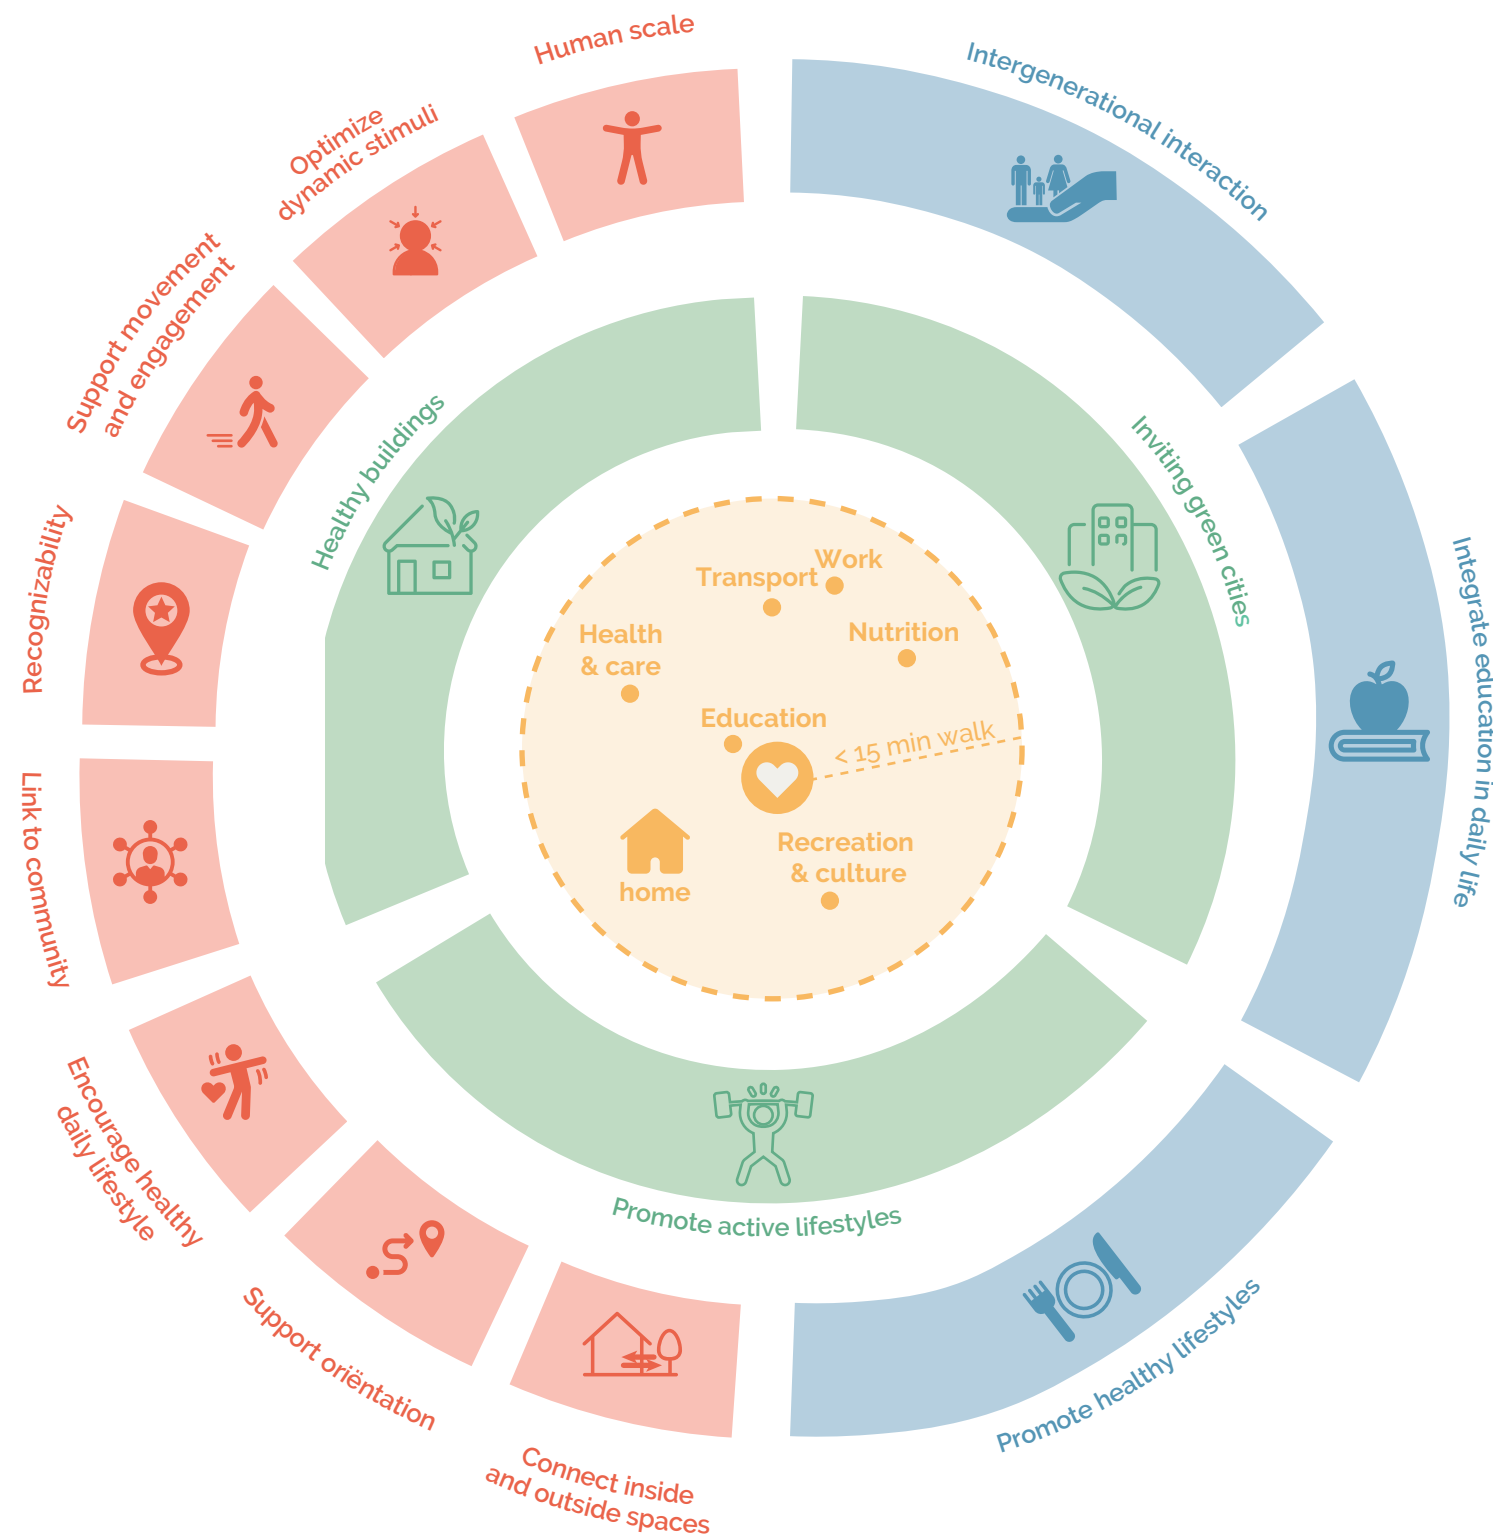 Human scale
Optimize
dynamic stimuli
Support movement
and engagement
Recognizability
Link to community
Encourage healthy
daily lifestyle
Support oriëntation
Connect inside
and outside spaces
Intergenerational interaction
Integrate education in daily life
Promote healthy lifestyles
Healthy buildings
Inviting green cities
Promote active lifestyles
Work
Transport
Nutrition
Health
& care
Education
< 15 min walk
Recreation
& culture
home